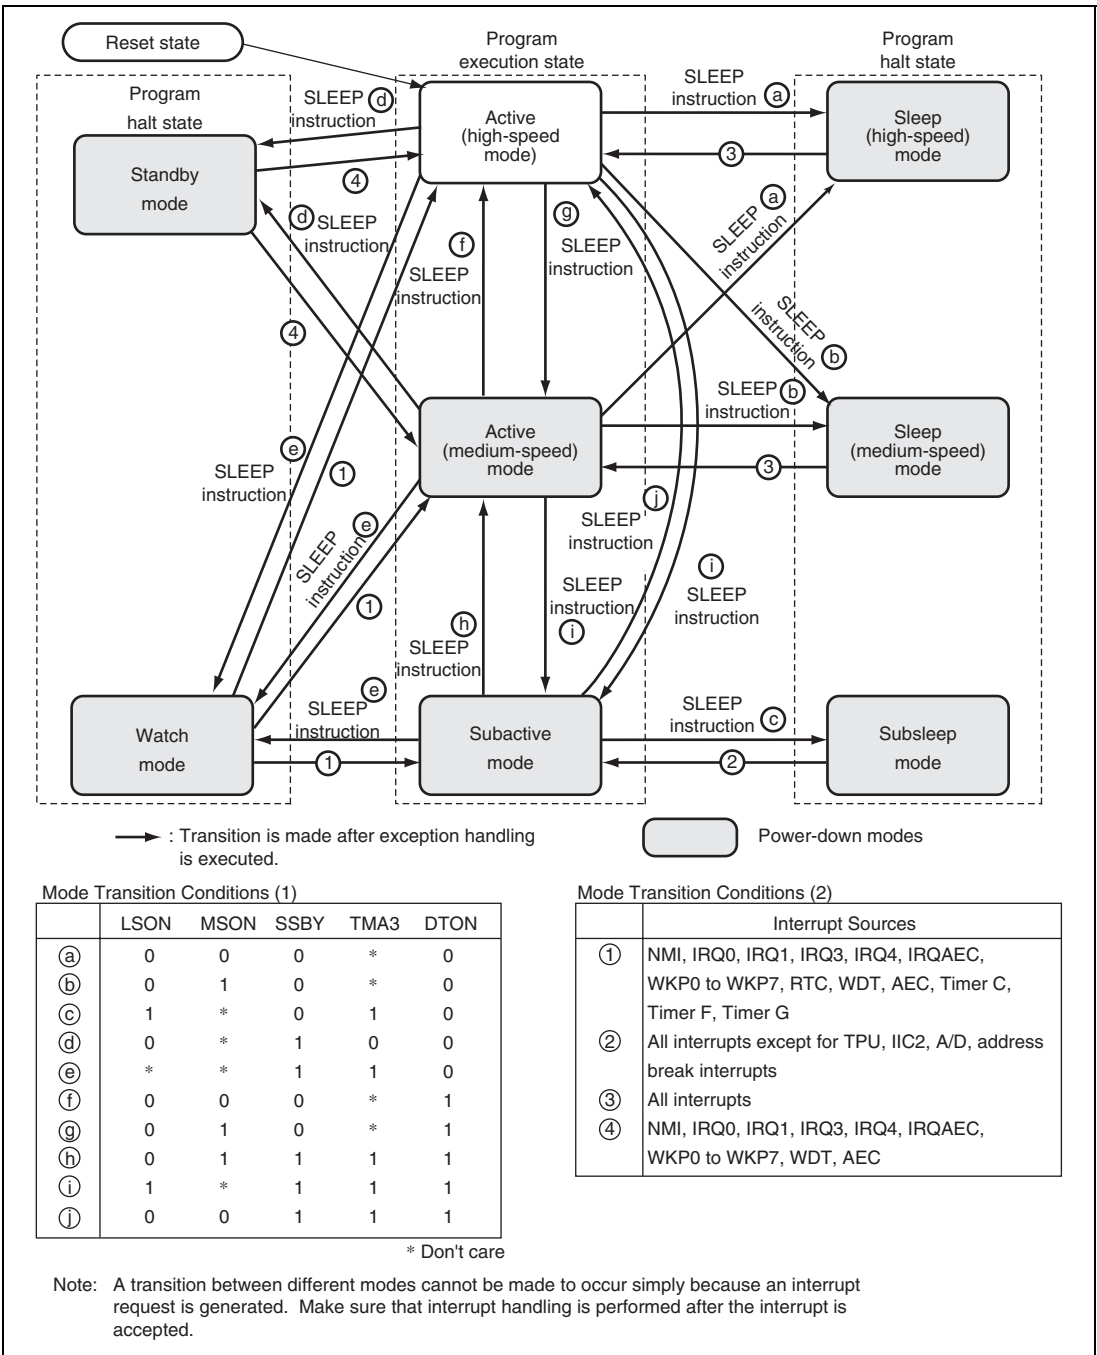 Reset state
Program
execution state
Program
halt state
Program
halt state
SLEEP
instruction
d
Active
(high-speed
mode)
SLEEP
instruction
a
Sleep
(high-speed)
mode
Standby
mode
4
3
d
SLEEP
instruction
f
SLEEP
instruction
g
SLEEP
instruction
a
SLEEP
instruction
SLEEP
instruction
b
4
Active
(medium-speed)
mode
SLEEP
instruction
b
Sleep
(medium-speed)
mode
3
e
SLEEP
instruction
1
SLEEP
instruction
e
1
j
SLEEP
instruction
i
SLEEP
instruction
SLEEP
instruction
i
h
SLEEP
instruction
e
SLEEP
instruction
Watch
mode
1
Subactive
mode
SLEEP
instruction
c
2
Subsleep
mode
: Transition is made after exception handling
is executed.
Power-down modes
Mode Transition Conditions (1)
LSON MSON SSBY TMA3 DTON
a 0 0 0 * 0
b 0 1 0 * 0
c 1 * 0 1 0
d 0 * 1 0 0
e * * 1 1 0
f 0 0 0 * 1
g 0 1 0 * 1
h 0 1 1 1 1
i 1 * 1 1 1
j 0 0 1 1 1
* Don't care
Mode Transition Conditions (2)
Interrupt Sources
1 NMI, IRQ0, IRQ1, IRQ3, IRQ4, IRQAEC,
WKP0 to WKP7, RTC, WDT, AEC, Timer C,
Timer F, Timer G
2 All interrupts except for TPU, IIC2, A/D, address
break interrupts
3 All interrupts
4 NMI, IRQ0, IRQ1, IRQ3, IRQ4, IRQAEC,
WKP0 to WKP7, WDT, AEC
Note: A transition between different modes cannot be made to occur simply because an interrupt
request is generated. Make sure that interrupt handling is performed after the interrupt is
accepted.